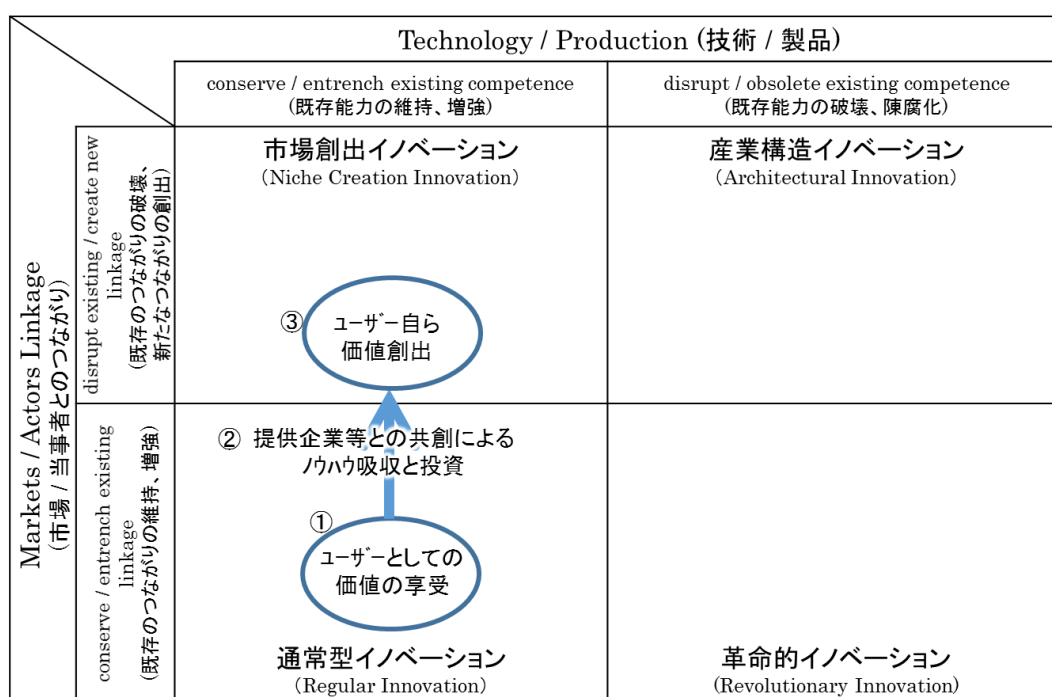 Technology / Production (技術 / 製品)
conserve / entrench existing competence
(既存能力の維持、増強)
disrupt / obsolete existing competence
(既存能力の破壊、陳腐化)
Markets / Actors Linkage
(市場 / 当事者とのつながり)
disrupt existing / create new
linkage
(既存のつながりの破壊、
新たなつながりの創出)
市場創出イノベーション
(Niche Creation Innovation)
産業構造イノベーション
(Architectural Innovation)
③
ユーザー自ら
価値創出
conserve / entrench existing
linkage
(既存のつながりの維持、増強)
② 提供企業等との共創による
ノウハウ吸収と投資
①
ユーザーとしての
価値の享受
通常型イノベーション
(Regular Innovation)
革命的イノベーション
(Revolutionary Innovation)